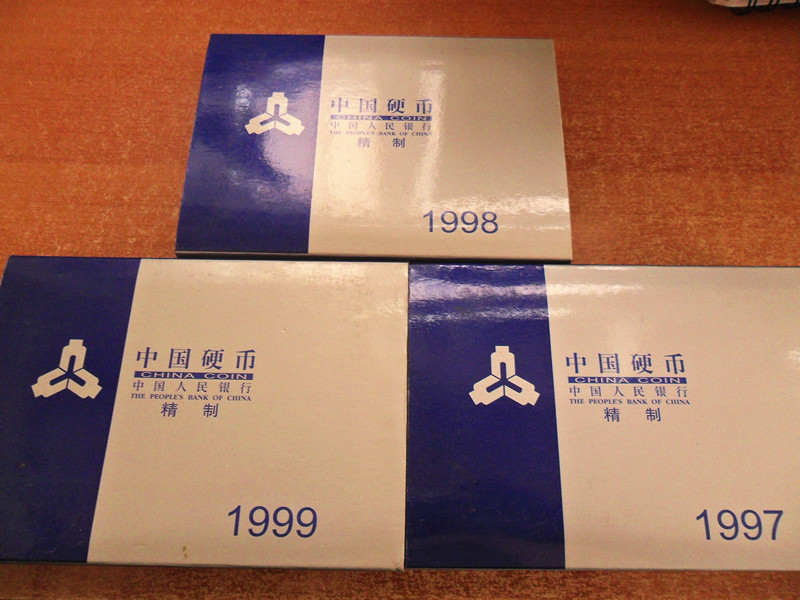 中国硬币
CHINA COIN
中国人民银行
THE PEOPLE'S BANK OF CHINA
精 制
1998
中国硬币
CHINA COIN
中国人民银行
THE PEOPLE'S BANK OF CHINA
精 制
1999
中国硬币
CHINA COIN
中国人民银行
THE PEOPLE'S BANK OF CHINA
精 制
1997